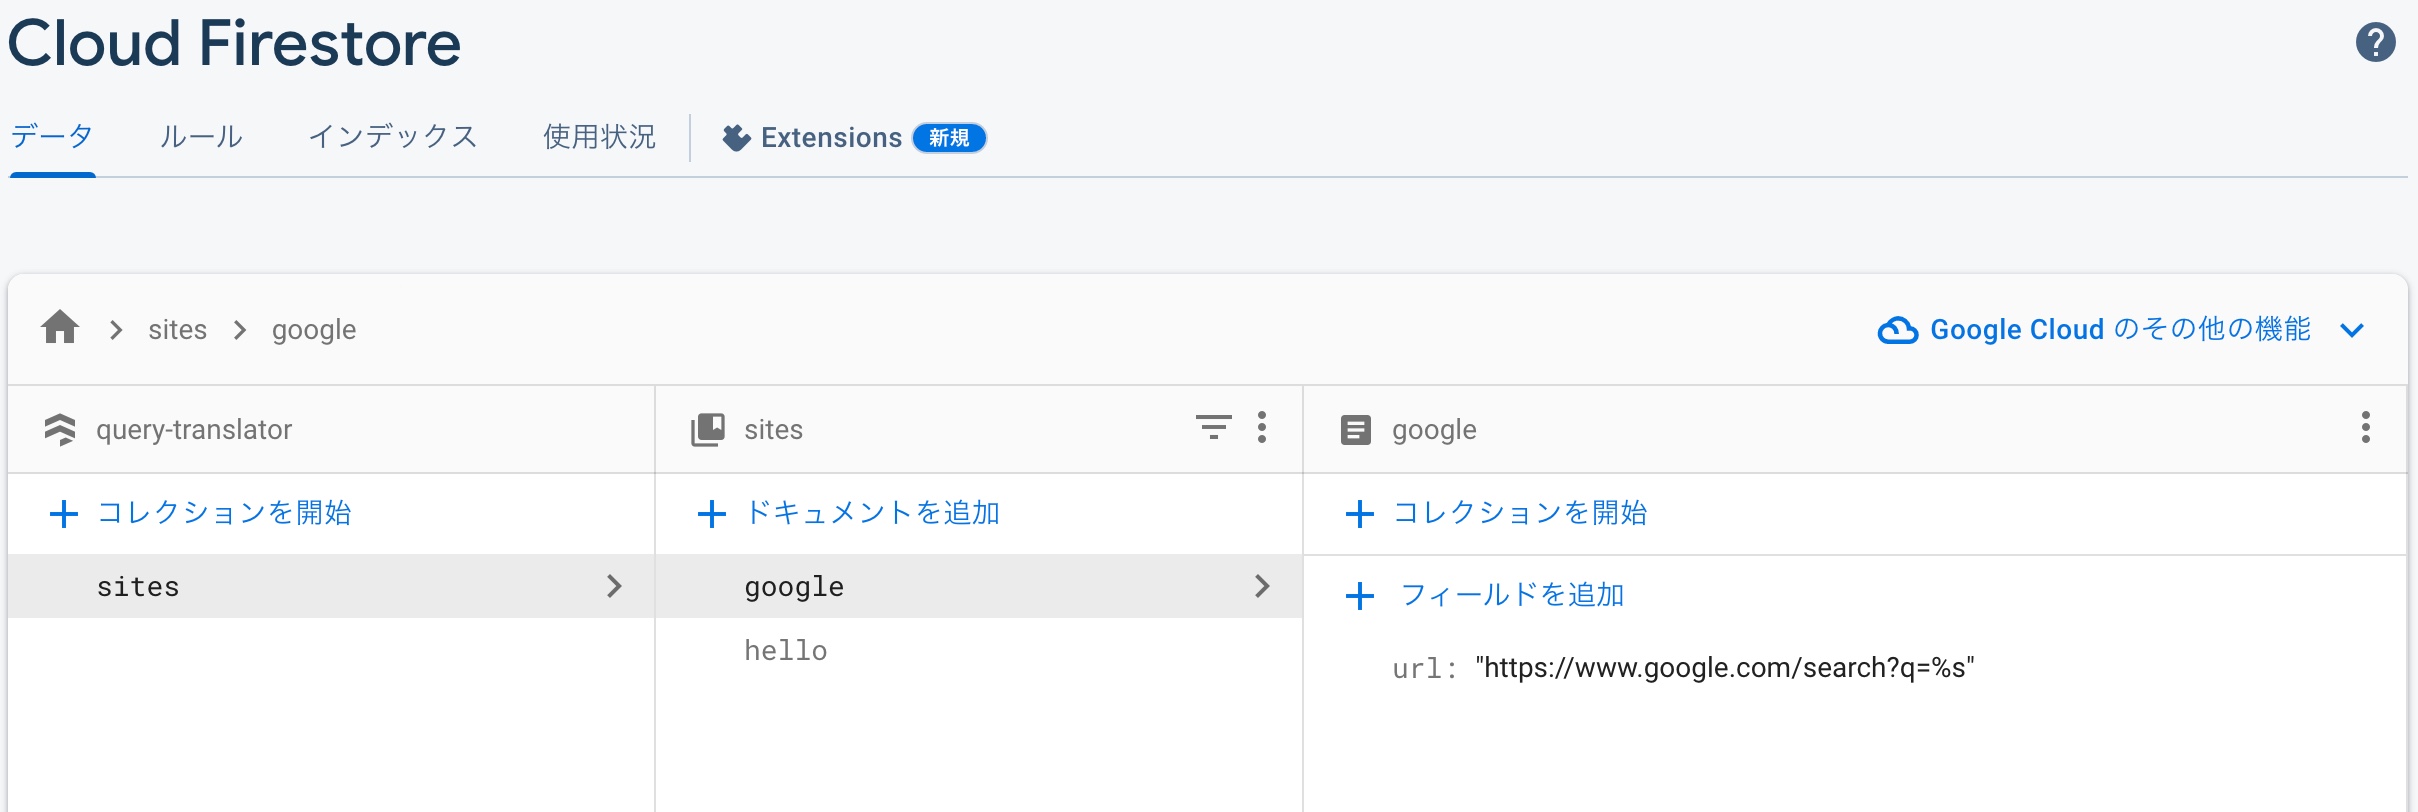 Cloud Firestore
データ ルール インデックス 使用状況 Extensions 新規
sites google
Google Cloud のその他の機能
query-translator
sites
google
コレクションを開始
ドキュメントを追加
コレクションを開始
sites
google
フィールドを追加
hello
url: "https://www.google.com/search?q=%s"